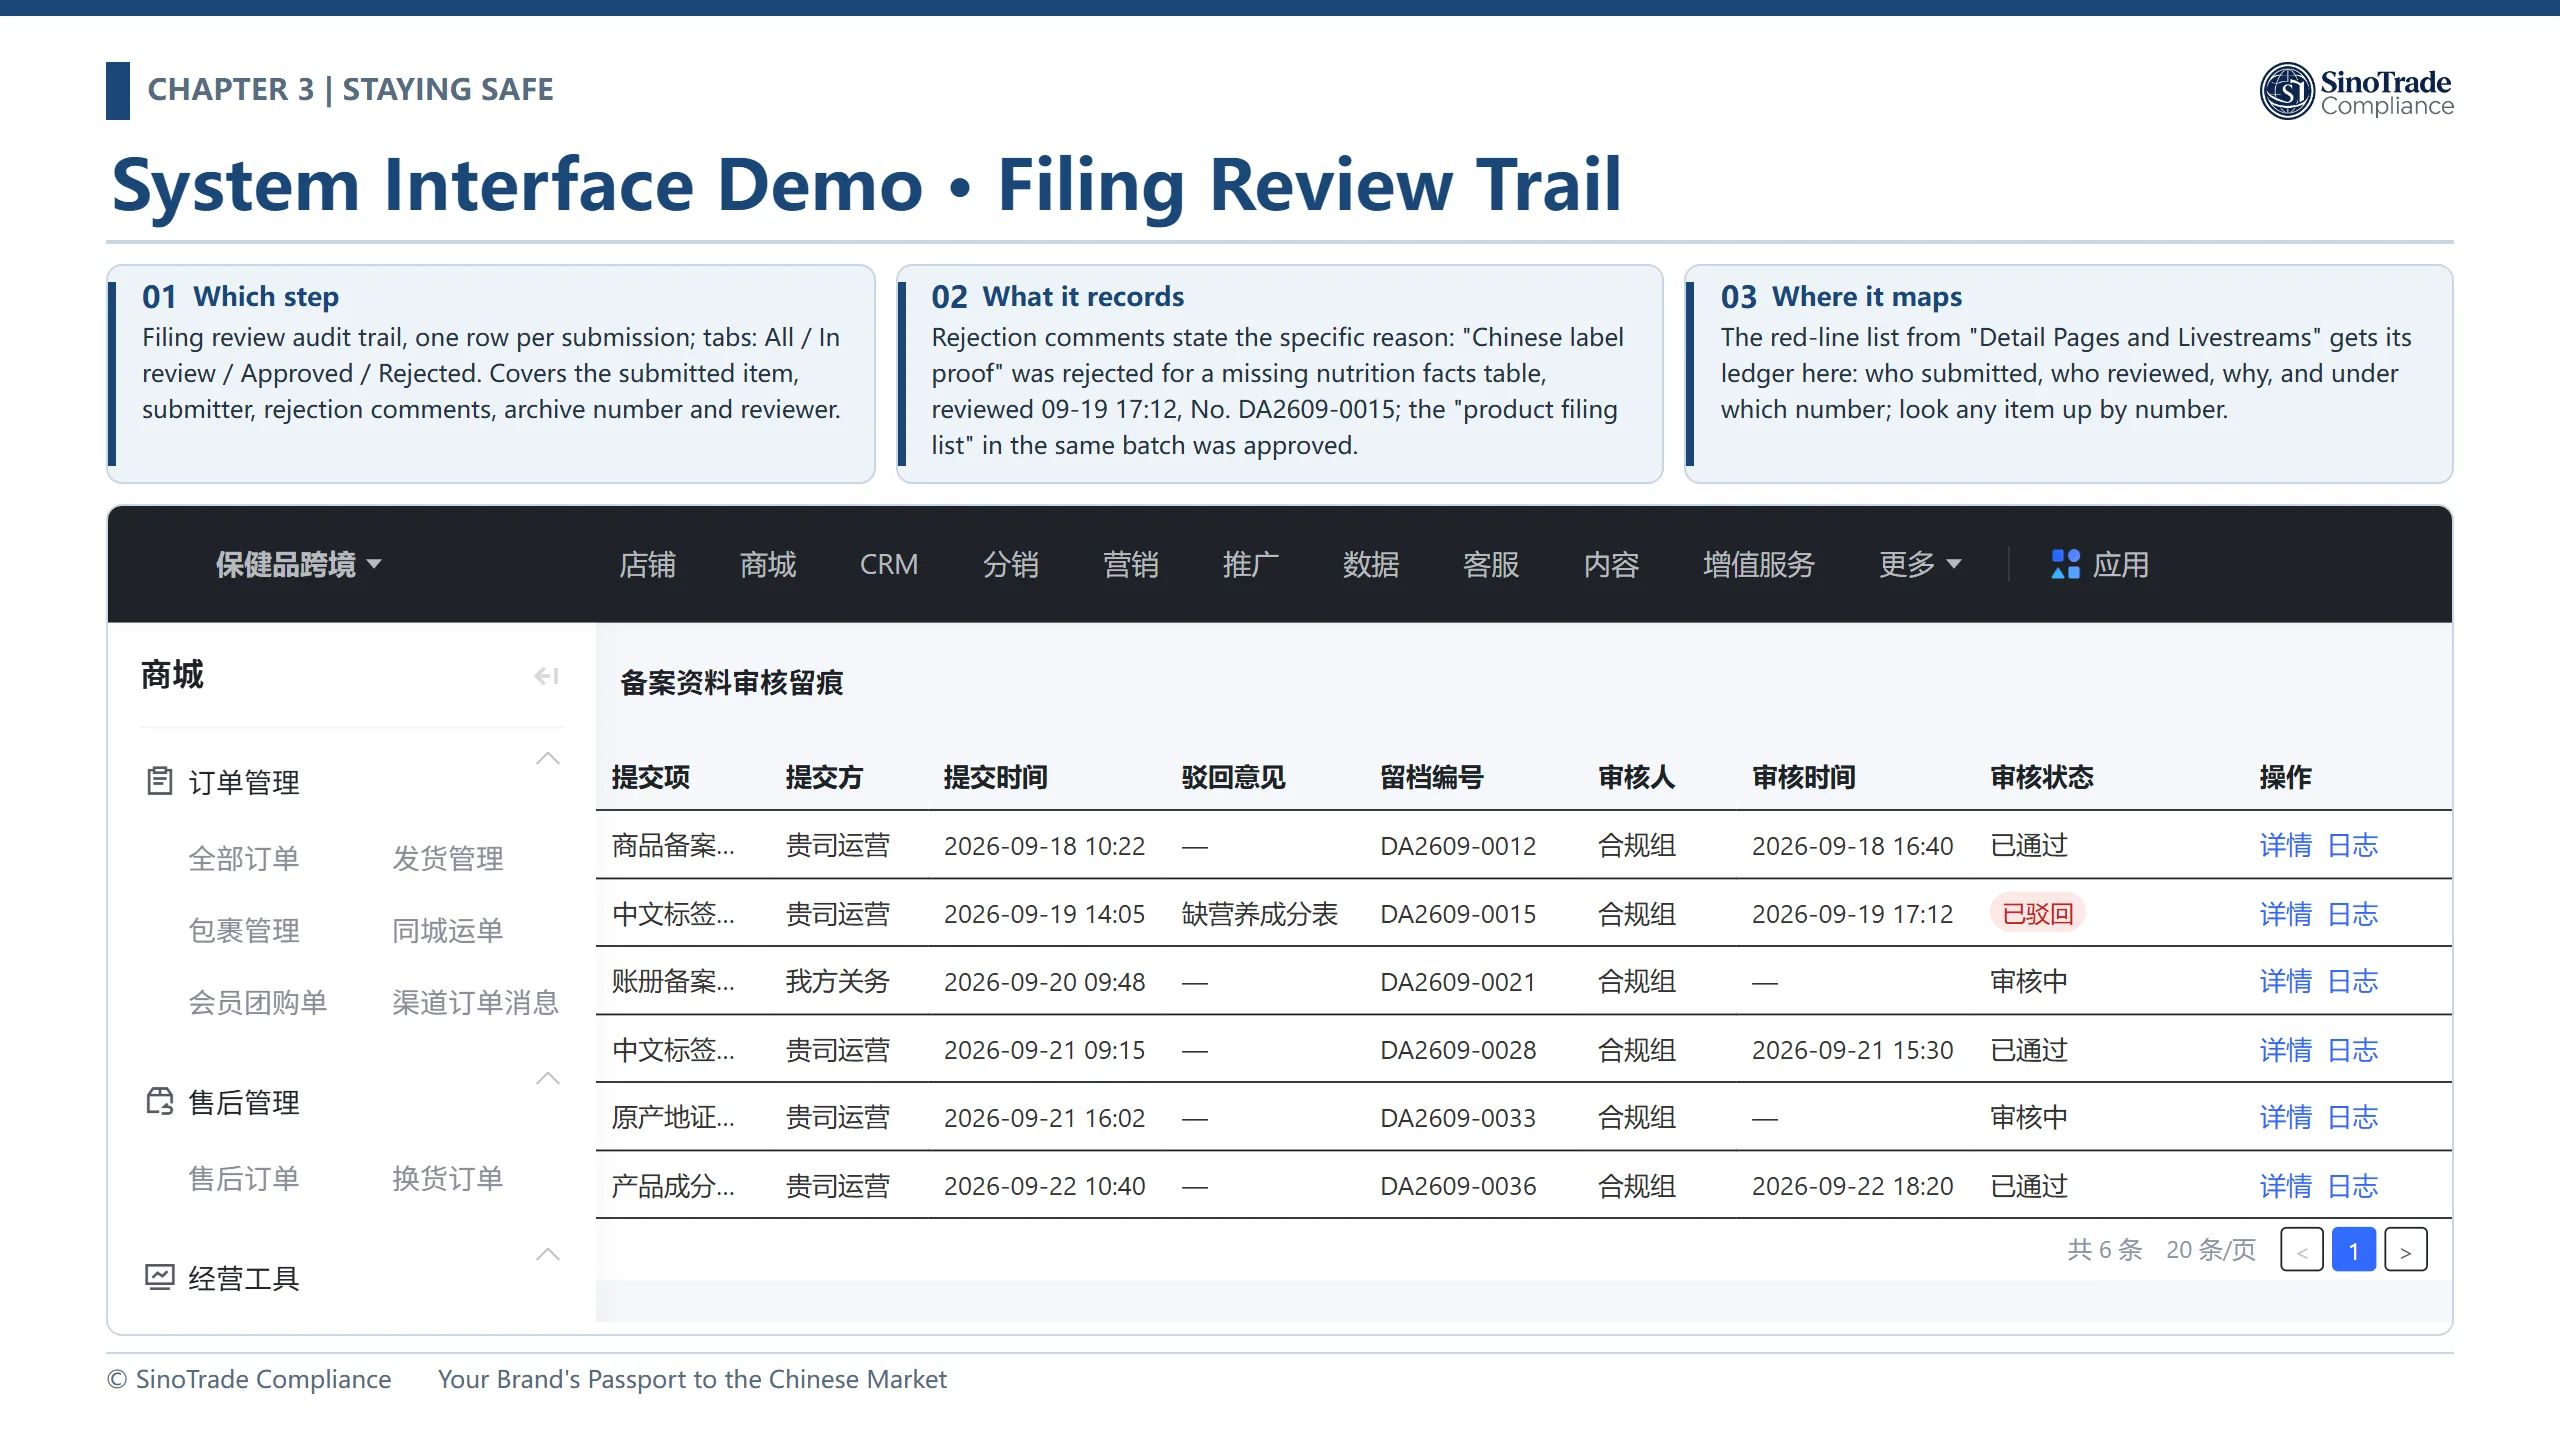 CHAPTER 3 | STAYING SAFE
SinoTrade
Compliance
System Interface Demo • Filing Review Trail
01 Which step
Filing review audit trail, one row per submission; tabs: All / In
review / Approved / Rejected. Covers the submitted item,
submitter, rejection comments, archive number and reviewer.
02 What it records
Rejection comments state the specific reason: "Chinese label
proof" was rejected for a missing nutrition facts table,
reviewed 09-19 17:12, No. DA2609-0015; the "product filing
list" in the same batch was approved.
03 Where it maps
The red-line list from "Detail Pages and Livestreams" gets its
ledger here: who submitted, who reviewed, why, and under
which number; look any item up by number.
保健品跨境 店铺 商城 CRM 分销 营销 推广 数据 客服 内容 增值服务 更多 应用
商城
订单管理
全部订单 发货管理
包裹管理 同城运单
会员团购单 渠道订单消息
售后管理
售后订单 换货订单
经营工具
备案资料审核留痕
提交项 提交方 提交时间 驳回意见 留档编号 审核人 审核时间 审核状态 操作
商品备案... 贵司运营 2026-09-18 10:22 — DA2609-0012 合规组 2026-09-18 16:40 已通过 详情 日志
中文标签... 贵司运营 2026-09-19 14:05 缺营养成分表 DA2609-0015 合规组 2026-09-19 17:12 已驳回 详情 日志
账册备案... 我方关务 2026-09-20 09:48 — DA2609-0021 合规组 — 审核中 详情 日志
中文标签... 贵司运营 2026-09-21 09:15 — DA2609-0028 合规组 2026-09-21 15:30 已通过 详情 日志
原产地证... 贵司运营 2026-09-21 16:02 — DA2609-0033 合规组 — 审核中 详情 日志
产品成分... 贵司运营 2026-09-22 10:40 — DA2609-0036 合规组 2026-09-22 18:20 已通过 详情 日志
共 6 条 20 条/页 < 1 >
© SinoTrade Compliance Your Brand's Passport to the Chinese Market